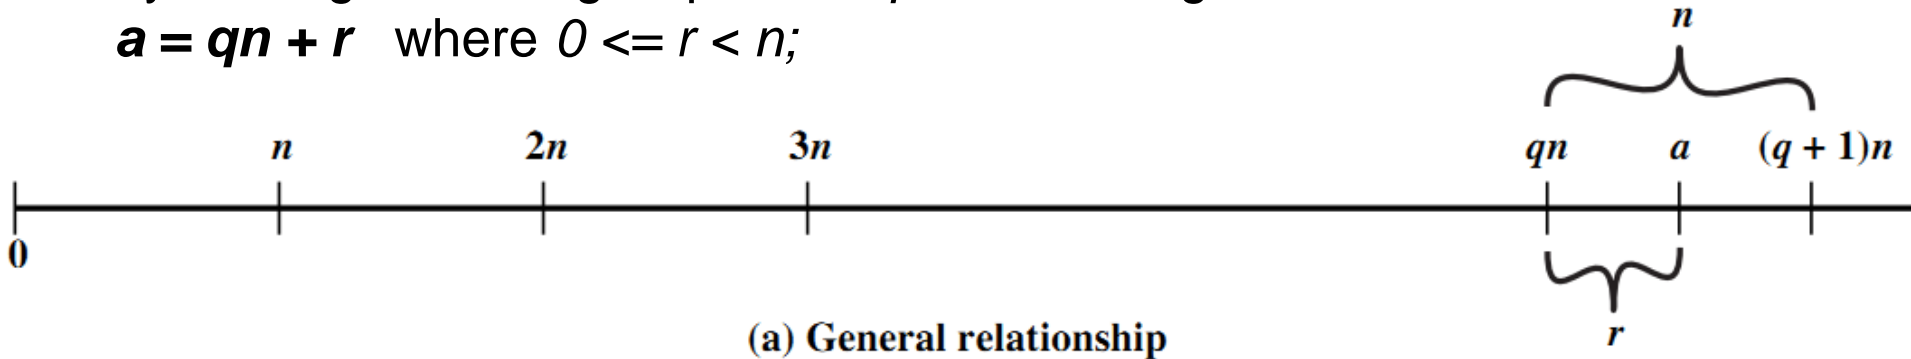 a = qn + r where 0 <= r < n;
n
n 2n 3n qn a (q + 1)n
0
r
(a) General relationship